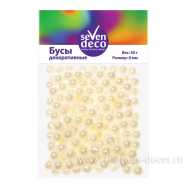 seven
deco
Бусы
декоративные
Вес: 50 г
Размер: 8 мм